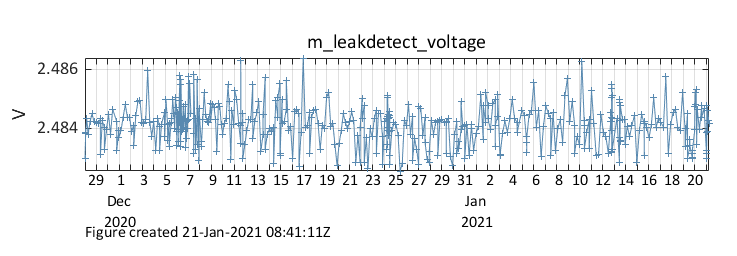 m_leakdetect_voltage
2.486
V
2.484
29 1 3 5 7 9 11 13 15 17 19 21 23 25 27 29 31 2 4 6 8 10 12 14 16 18 20
Dec Jan
2020 2021
Figure created 21-Jan-2021 08:41:11Z